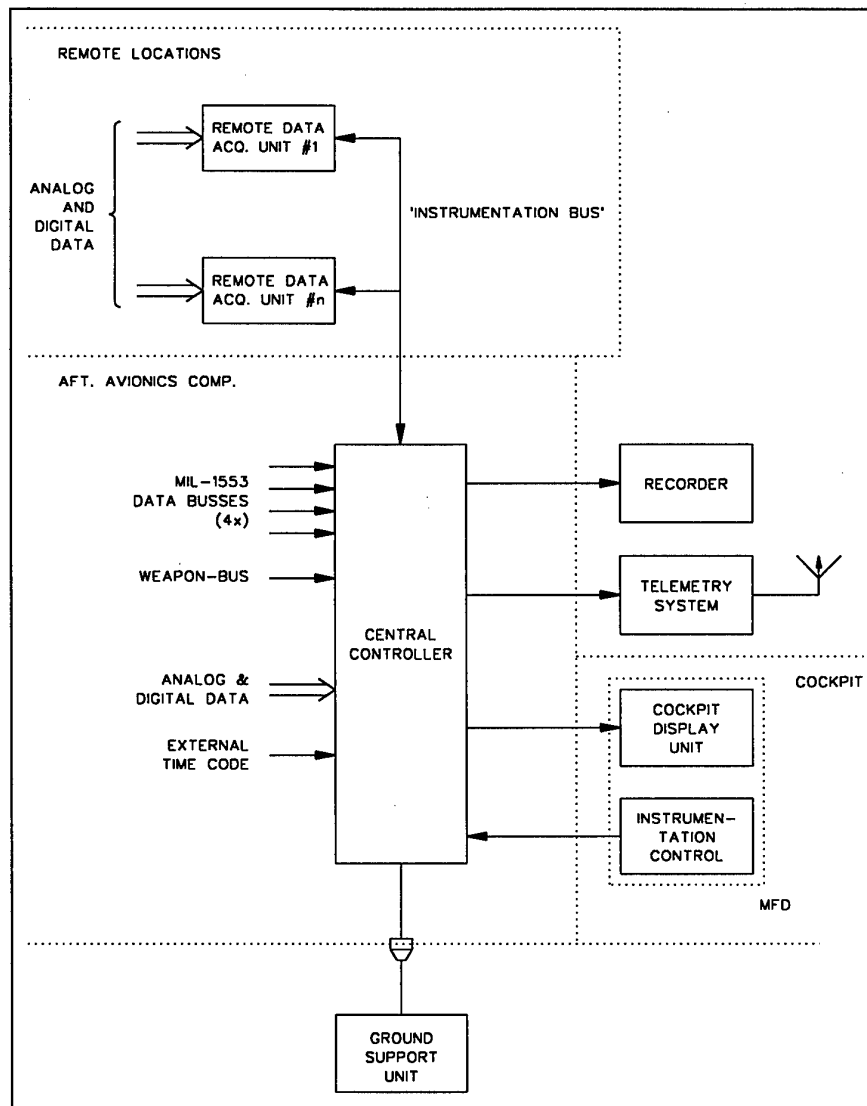 REMOTE LOCATIONS
REMOTE DATA
ACQ. UNIT #1
ANALOG
AND
DIGITAL
DATA
'INSTRUMENTATION BUS'
REMOTE DATA
ACQ. UNIT #n
AFT. AVIONICS COMP.
MIL-1553
DATA BUSSES
(4x)
WEAPON-BUS
ANALOG &
DIGITAL DATA
EXTERNAL
TIME CODE
CENTRAL
CONTROLLER
RECORDER
TELEMETRY
SYSTEM
COCKPIT
COCKPIT
DISPLAY
UNIT
INSTRUMEN-
TATION
CONTROL
MFD
GROUND
SUPPORT
UNIT